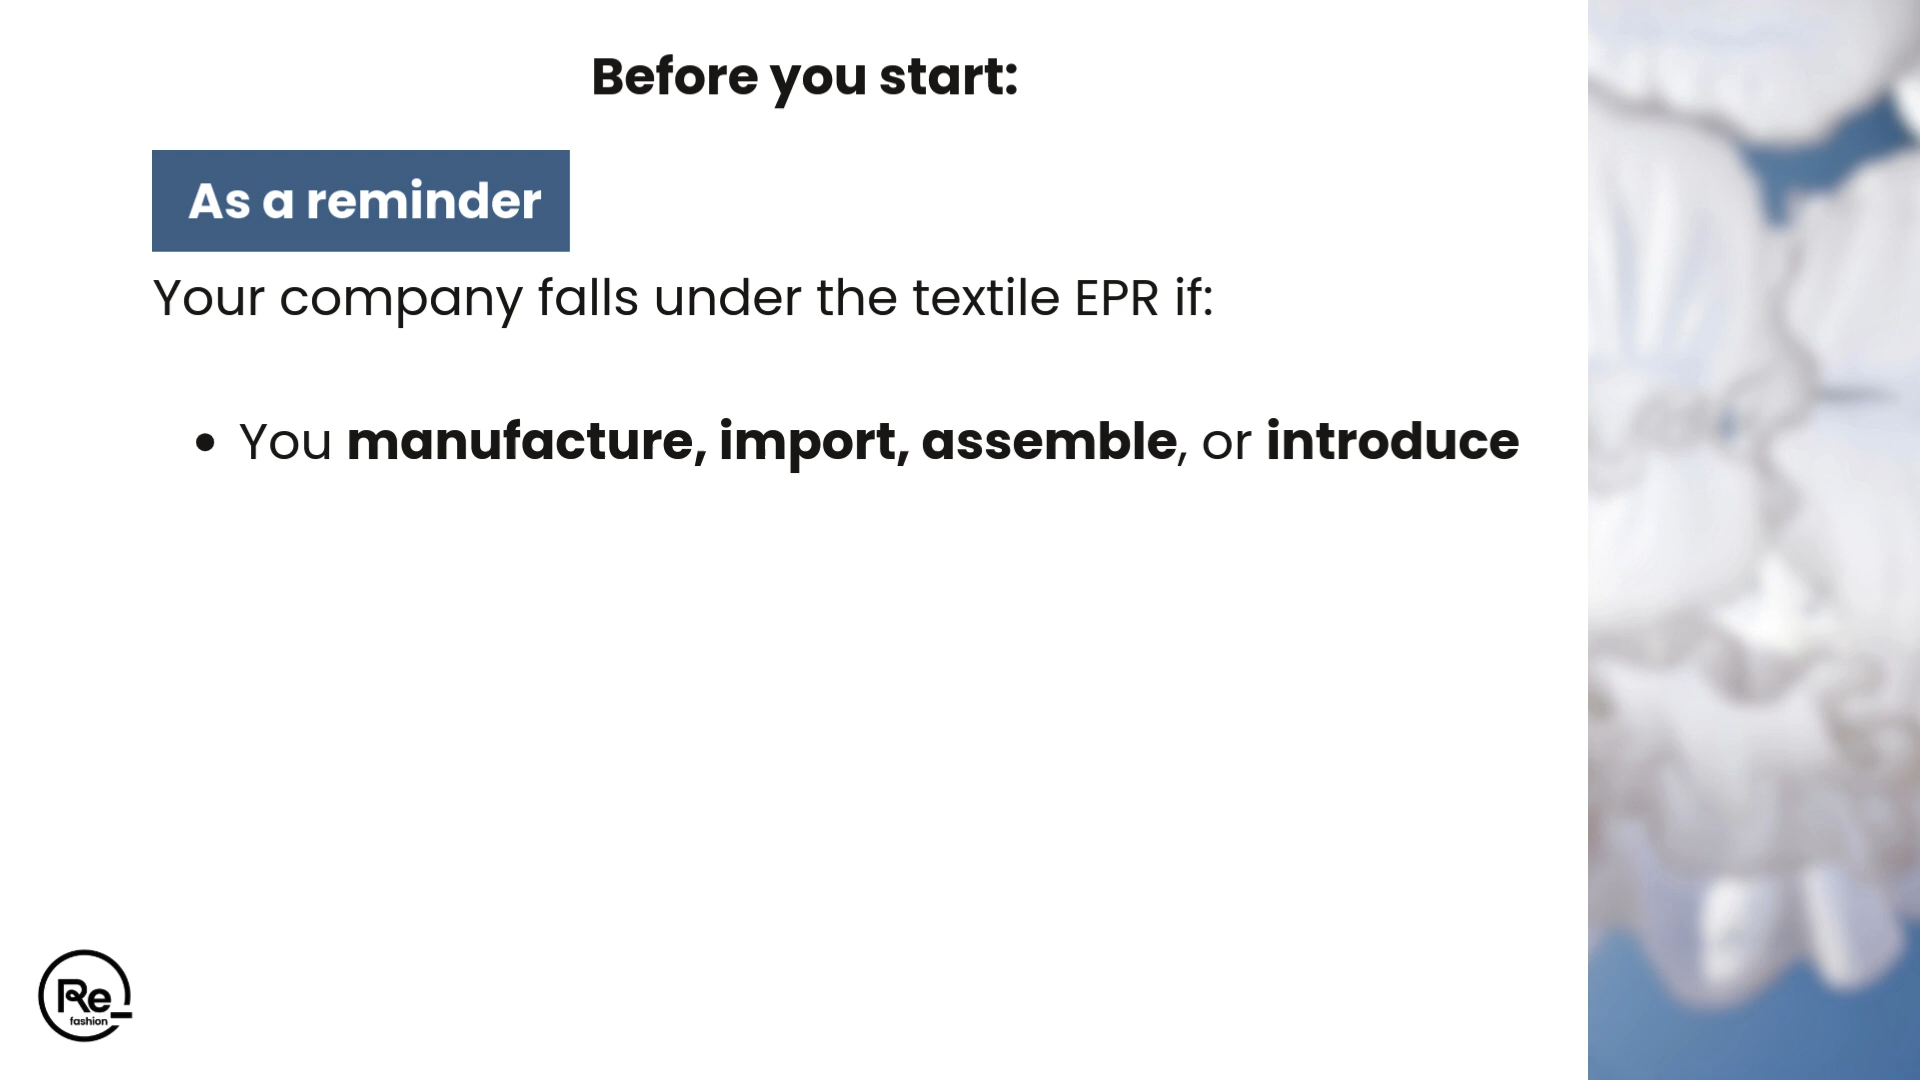 Before you start:
As a reminder
Your company falls under the textile EPR if:
• You manufacture, import, assemble, or introduce
Re_
fashion